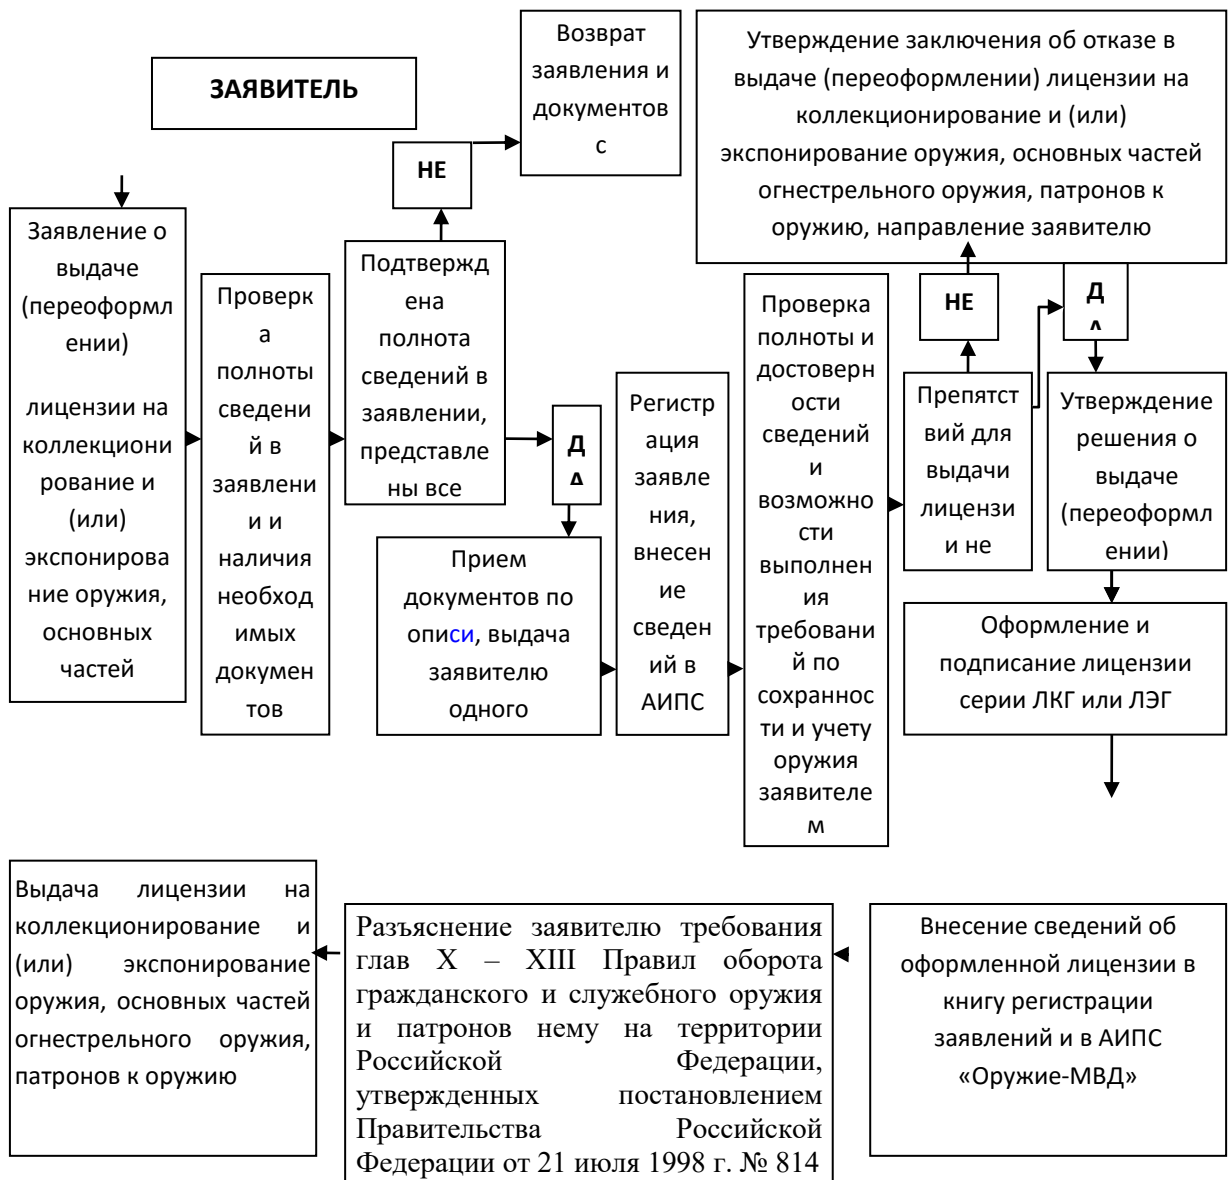 ЗАЯВИТЕЛЬ
Возврат
заявления и
документов
с
Утверждение заключения об отказе в
выдаче (переоформлении) лицензии на
коллекционирование и (или)
экспонирование оружия, основных частей
огнестрельного оружия, патронов к
оружию, направление заявителю
НЕ
Заявление о
выдаче
(переоформл
ении)
лицензии на
коллекциони
рование и
(или)
экспонирова
ние оружия,
основных
частей
Проверк
а
полноты
сведени
й в
заявлени
и и
наличия
необход
имых
докумен
тов
Подтвержд
ена
полнота
сведений в
заявлении,
представле
ны все
Д
А
Прием
документов по
описи, выдача
заявителю
одного
Регистр
ация
заявле
ния,
внесен
ие
сведен
ий в
АИПС
Проверка
полноты и
достоверн
ости
сведений
и
возможно
сти
выполнен
ия
требовани
й по
сохранно
сти и учету
оружия
заявителе
м
НЕ
Препятст
вий для
выдачи
лицензи
и не
Д
А
Утверждение
решения о
выдаче
(переоформл
ении)
Оформление и
подписание лицензии
серии ЛКГ или ЛЭГ
Выдача лицензии на
коллекционирование и
(или) экспонирование
оружия, основных частей
огнестрельного оружия,
патронов к оружию
Разъяснение заявителю требования
глав X – XIII Правил оборота
гражданского и служебного оружия
и патронов нему на территории
Российской Федерации,
утвержденных постановлением
Правительства Российской
Федерации от 21 июля 1998 г. № 814
Внесение сведений об
оформленной лицензии в
книгу регистрации
заявлений и в АИПС
«Оружие-МВД»